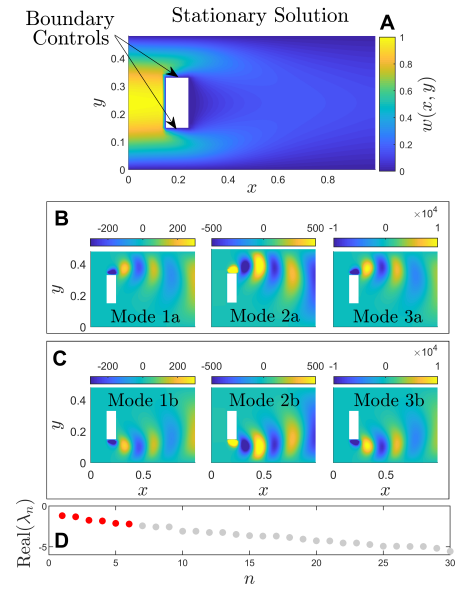 Boundary
Controls
Stationary Solution
A
0.4
0.3
0.2
0.1
0
y
0 0.2 0.4 0.6 0.8
x
1
0.8
0.6
0.4
0.2
0
w(x, y)
B
-200 0 200
-500 0 500
×10⁴
-1 0 1
0.4
0.2
0
y
Mode 1a
Mode 2a
Mode 3a
C
-200 0 200
-500 0 500
×10⁴
-1 0 1
0.4
0.2
0
y
Mode 1b
Mode 2b
Mode 3b
0 0.5
0 0.5
0 0.5
x
x
x
Real(λₙ)
0
-5
D
0 5 10 15 20 25 30
n